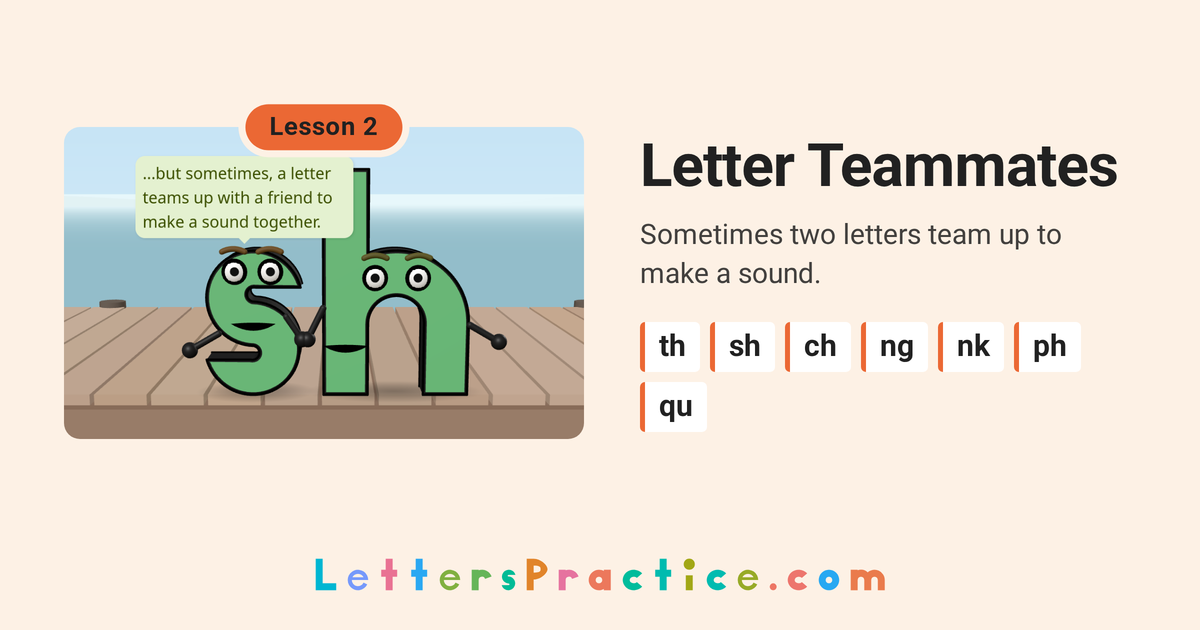 Lesson 2
...but sometimes, a letter
teams up with a friend to
make a sound together.
sh
Letter Teammates
Sometimes two letters team up to
make a sound.
th sh ch ng nk ph
qu
LettersPractice.com